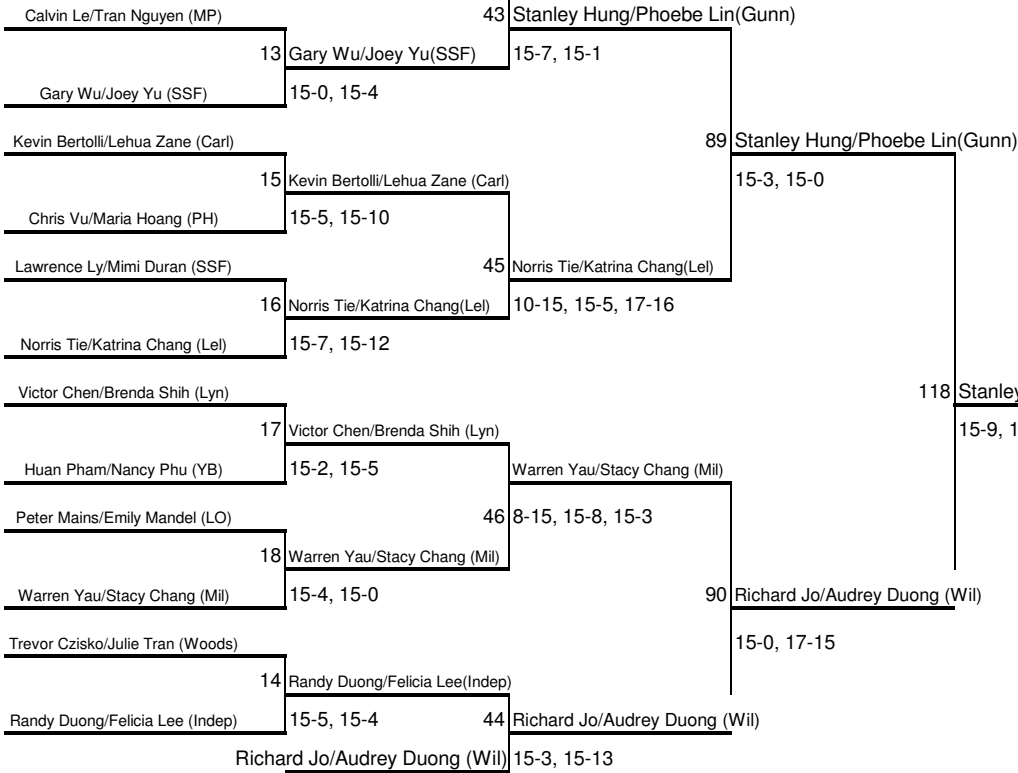 Calvin Le/Tran Nguyen (MP)
43 Stanley Hung/Phoebe Lin(Gunn)
13 Gary Wu/Joey Yu(SSF)
15-7, 15-1
Gary Wu/Joey Yu (SSF)
15-0, 15-4
Kevin Bertolli/Lehua Zane (Carl)
89 Stanley Hung/Phoebe Lin(Gunn)
15 Kevin Bertolli/Lehua Zane (Carl)
15-3, 15-0
Chris Vu/Maria Hoang (PH)
15-5, 15-10
Lawrence Ly/Mimi Duran (SSF)
45 Norris Tie/Katrina Chang(Lel)
16 Norris Tie/Katrina Chang(Lel)
10-15, 15-5, 17-16
Norris Tie/Katrina Chang (Lel)
15-7, 15-12
Victor Chen/Brenda Shih (Lyn)
118 Stanley
17 Victor Chen/Brenda Shih (Lyn)
15-9, 1
Huan Pham/Nancy Phu (YB)
15-2, 15-5
Warren Yau/Stacy Chang (Mil)
Peter Mains/Emily Mandel (LO)
46 8-15, 15-8, 15-3
18 Warren Yau/Stacy Chang (Mil)
Warren Yau/Stacy Chang (Mil)
15-4, 15-0
90 Richard Jo/Audrey Duong (Wil)
Trevor Czisko/Julie Tran (Woods)
15-0, 17-15
14 Randy Duong/Felicia Lee(Indep)
Randy Duong/Felicia Lee (Indep)
15-5, 15-4
44 Richard Jo/Audrey Duong (Wil)
Richard Jo/Audrey Duong (Wil)
15-3, 15-13